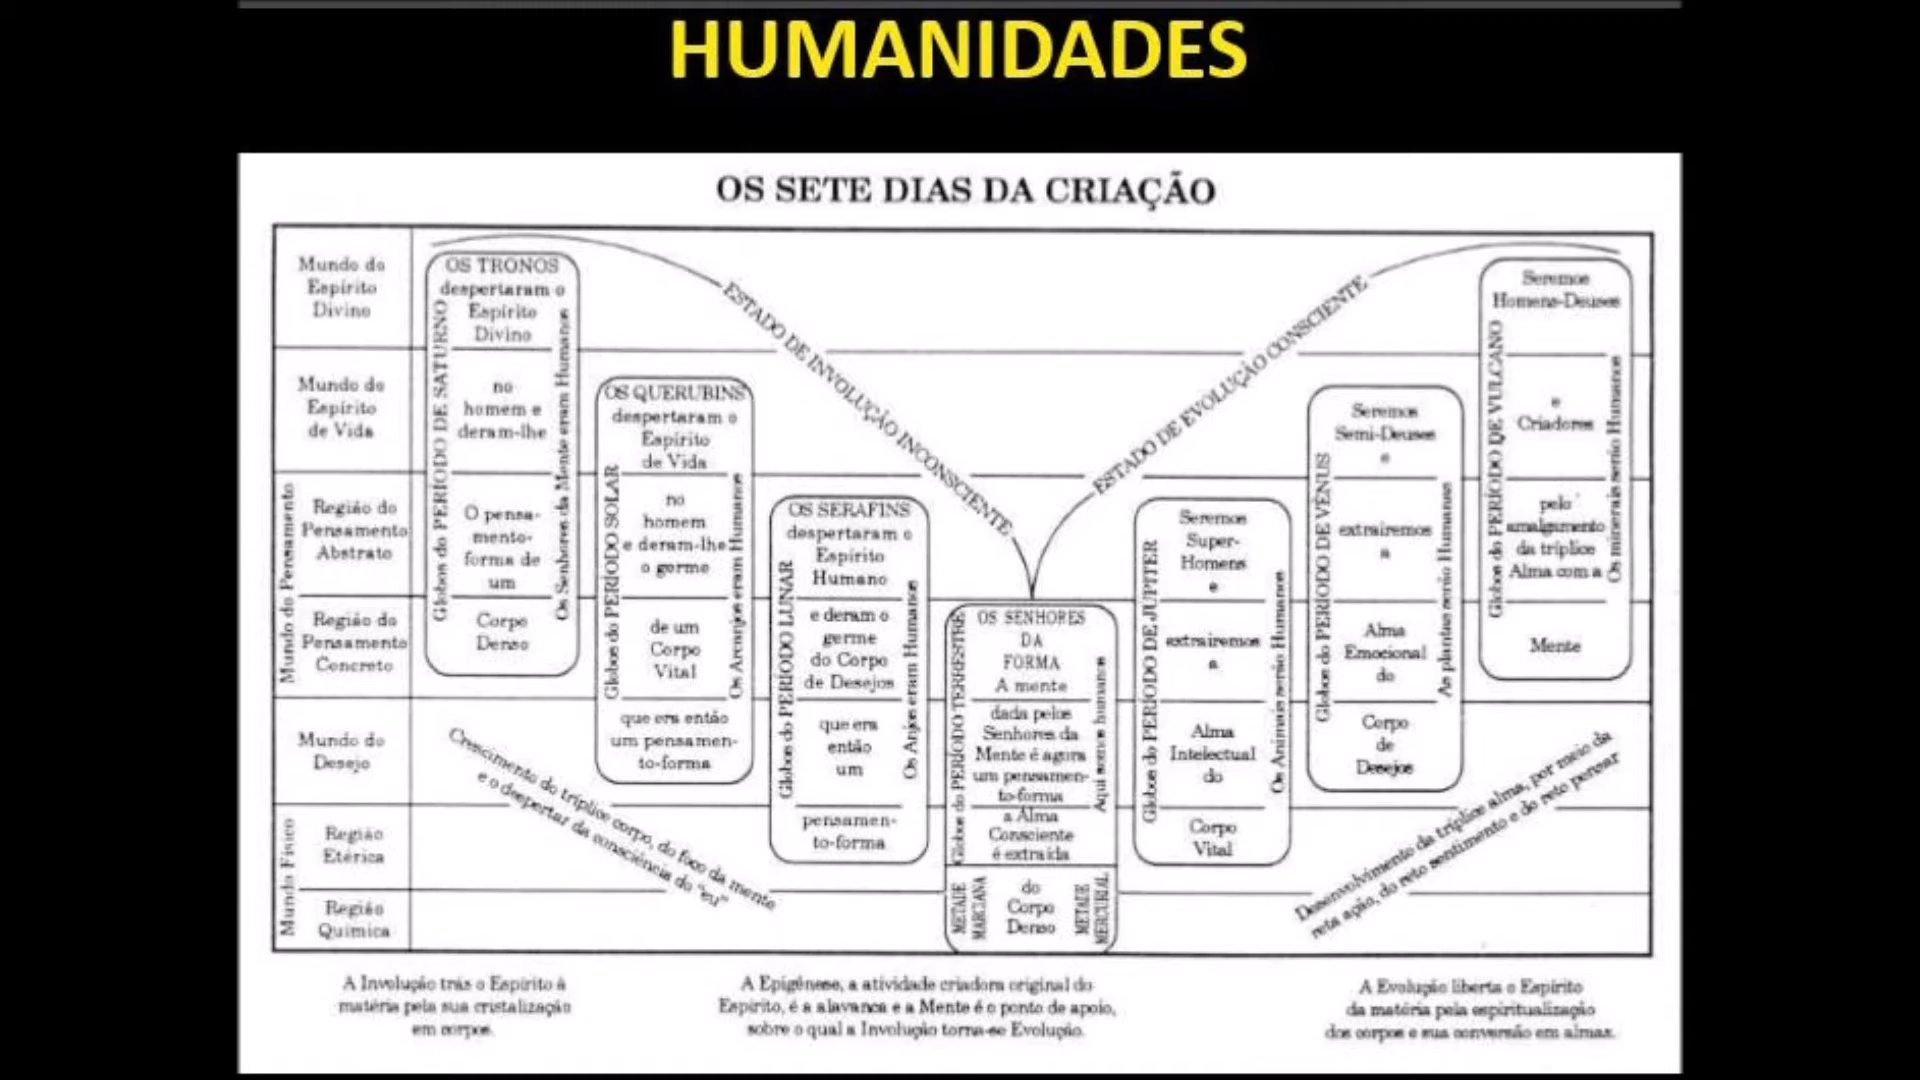 HUMANIDADES
OS SETE DIAS DA CRIAÇÃO
Mundo do
Espírito
Divino
Mundo do
Espírito
de Vida
Mundo do Pensamento
Região do
Pensamento
Abstrato
Região do
Pensamento
Concreto
Mundo do
Desejo
Mundo Físico
Região
Etérica
Região
Química
Globos do PERÍODO DE SATURNO
OS TRONOS
despertaram o
Espírito
Divino
no
homem e
deram-lhe
O pensa-
mento-
forma de
um
Corpo
Denso
Os Senhores da Mente eram Humanos
Globos do PERÍODO SOLAR
OS QUERUBINS
despertaram o
Espírito
de Vida
no
homem
e deram-lhe
o germe
de um
Corpo
Vital
que era então
um pensamen-
to-forma
Os Arcanjos eram Humanos
Globos do PERÍODO LUNAR
OS SERAFINS
despertaram o
Espírito
Humano
e deram o
germe
do Corpo
de Desejos
que era
então
um
pensamen-
to-forma
Os Anjos eram Humanos
ESTADO DE INVOLUÇÃO INCONSCIENTE
ESTADO DE EVOLUÇÃO CONSCIENTE
Globos do PERÍODO TERRESTRE
OS SENHORES
DA
FORMA
A mente
dada pelos
Senhores da
Mente é agora
um pensamen-
to-forma
a Alma
Consciente
é extraída
Aqui somos humanos
METADE
MARCIANA
do
Corpo
Denso
METADE
MERCURIAL
Globos do PERÍODO DE JÚPITER
Seremos
Super-
Homens
e
extrairemos
a
Alma
Intelectual
do
Corpo
Vital
Os Animais serão Humanos
Globos do PERÍODO DE VÊNUS
Seremos
Semi-Deuses
e
extrairemos
a
Alma
Emocional
do
Corpo
de
Desejos
As plantas serão Humanas
Globos do PERÍODO DE VULCANO
Seremos
Homens-Deuses
e
Criadores
pelo
amalgamento
da tríplice
Alma com a
Mente
Os minerais serão Humanos
Crescimento do tríplice corpo, do foco da mente
e o despertar da consciência do "eu"
Desenvolvimento da tríplice alma, por meio da
reta ação, do reto sentimento e do reto pensar
A Involução trás o Espírito à
matéria pela sua cristalização
em corpos.
A Epigênese, a atividade criadora original do
Espírito, é a alavanca e a Mente é o ponto de apoio,
sobre o qual a Involução torna-se Evolução.
A Evolução liberta o Espírito
da matéria pela espiritualização
dos corpos e sua conversão em almas.